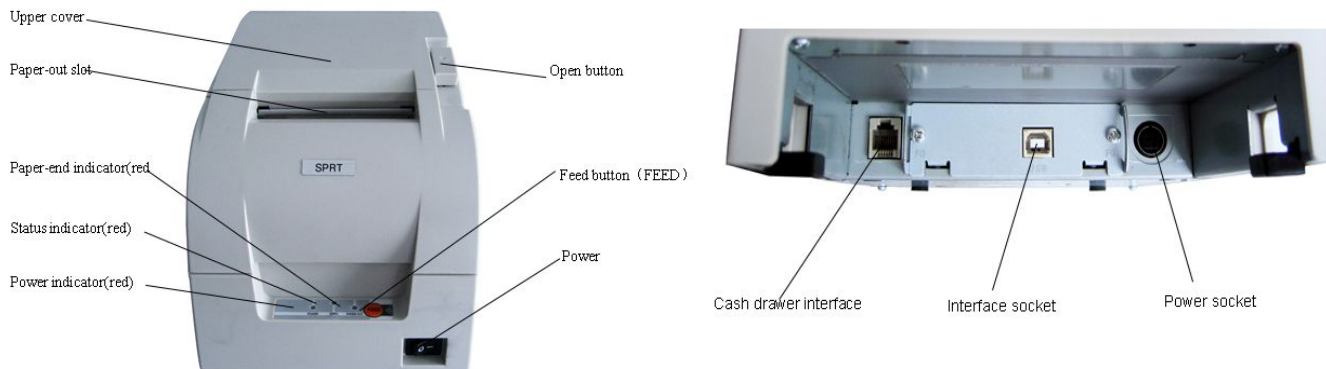 Upper cover
Paper-out slot
Open button
Paper-end indicator(red
SPRT
Feed button（FEED）
Status indicator(red)
Power
Power indicator(red)
Cash drawer interface
Interface socket
Power socket